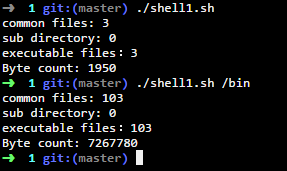 ➜ 1 git:(master) ./shell1.sh
common files: 3
sub directory: 0
executable files：3
Byte count: 1950
➜ 1 git:(master) ./shell1.sh /bin
common files: 103
sub directory: 0
executable files：103
Byte count: 7267780
➜ 1 git:(master)